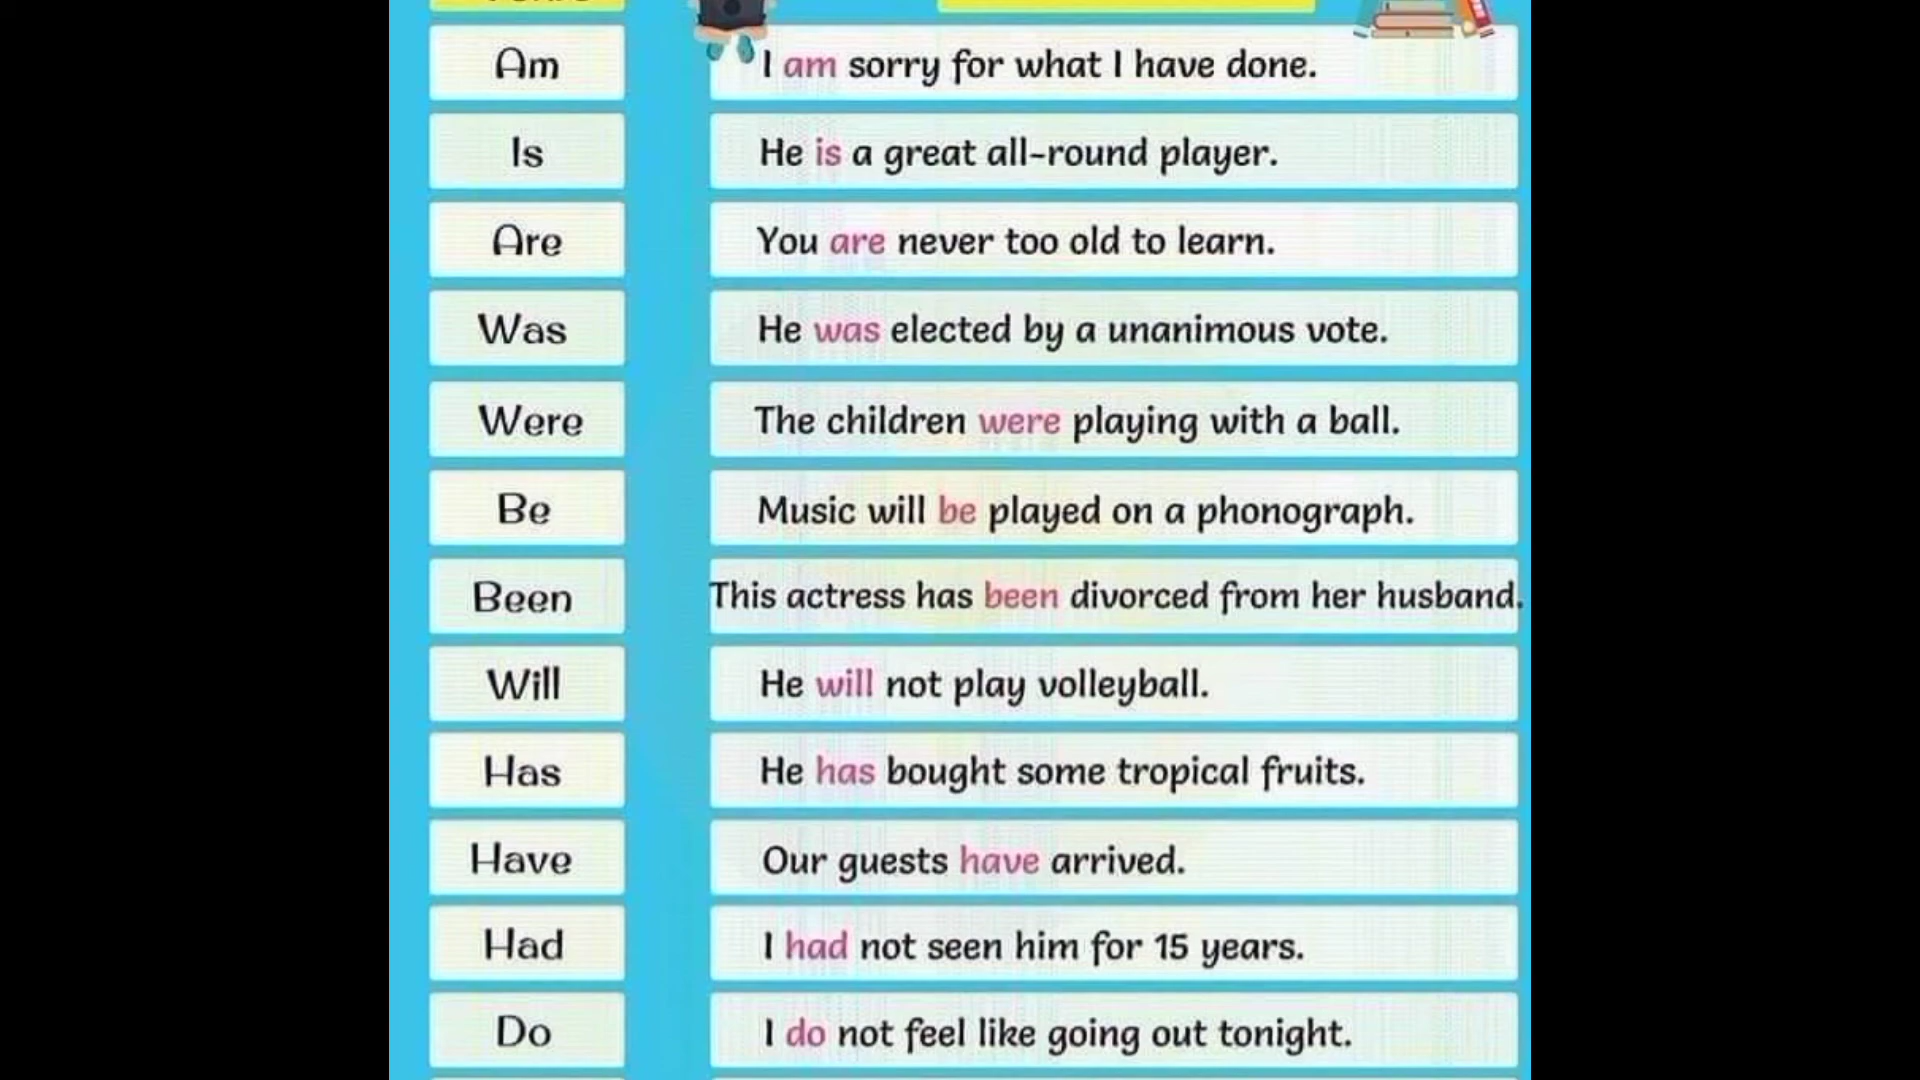 Am
I am sorry for what I have done.
Is
He is a great all-round player.
Are
You are never too old to learn.
Was
He was elected by a unanimous vote.
Were
The children were playing with a ball.
Be
Music will be played on a phonograph.
Been
This actress has been divorced from her husband.
Will
He will not play volleyball.
Has
He has bought some tropical fruits.
Have
Our guests have arrived.
Had
I had not seen him for 15 years.
Do
I do not feel like going out tonight.